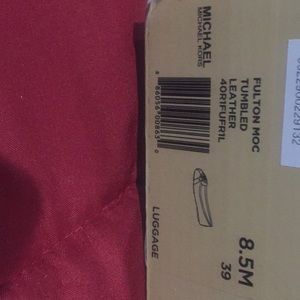 MICHAEL
MICHAEL KORS
FULTON MOC
TUMBLED
LEATHER
40R1FUFR1L
8.5M
39
LUGGAGE